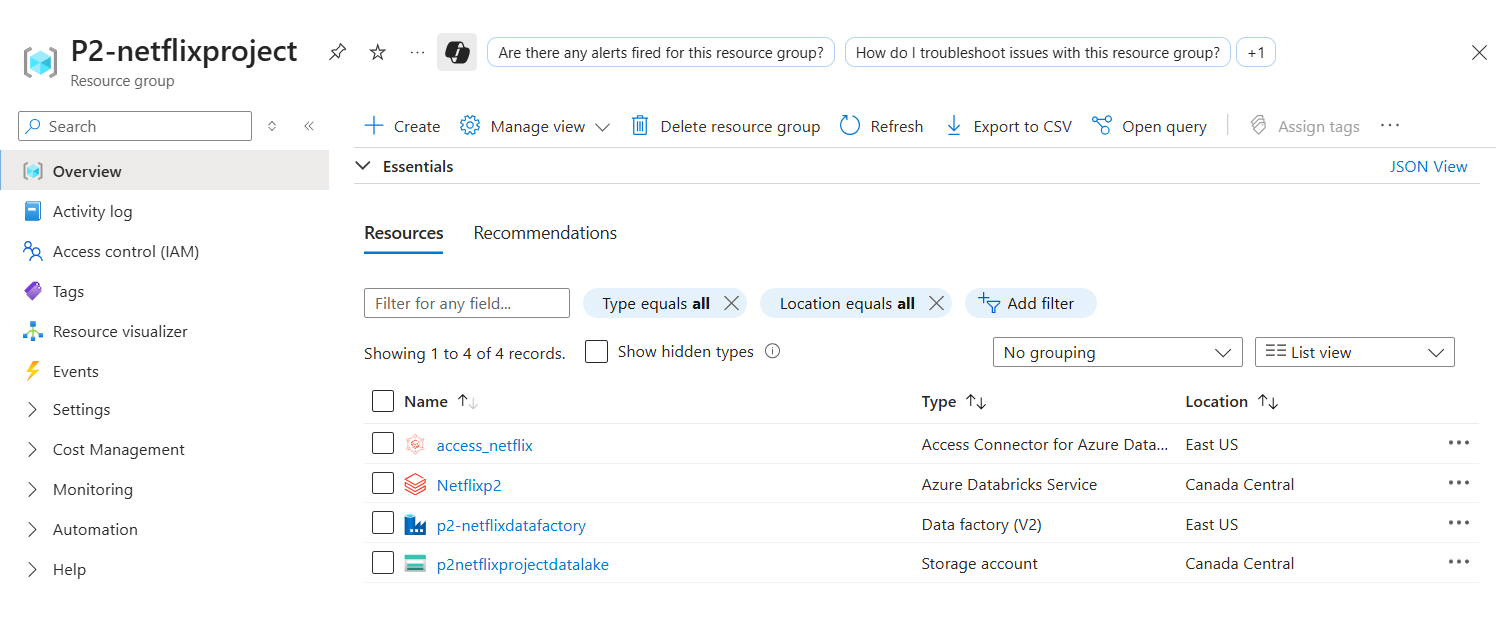 P2-netflixproject
Resource group
Are there any alerts fired for this resource group?
How do I troubleshoot issues with this resource group?
+1
Search
Create
Manage view
Delete resource group
Refresh
Export to CSV
Open query
Assign tags
Overview
Activity log
Access control (IAM)
Tags
Resource visualizer
Events
Settings
Cost Management
Monitoring
Automation
Help
Essentials
JSON View
Resources Recommendations
Filter for any field...
Type equals all
Location equals all
Add filter
Showing 1 to 4 of 4 records.
Show hidden types
No grouping
List view
Name Type Location
access_netflix Access Connector for Azure Data... East US
Netflixp2 Azure Databricks Service Canada Central
p2-netflixdatafactory Data factory (V2) East US
p2netflixprojectdatalake Storage account Canada Central